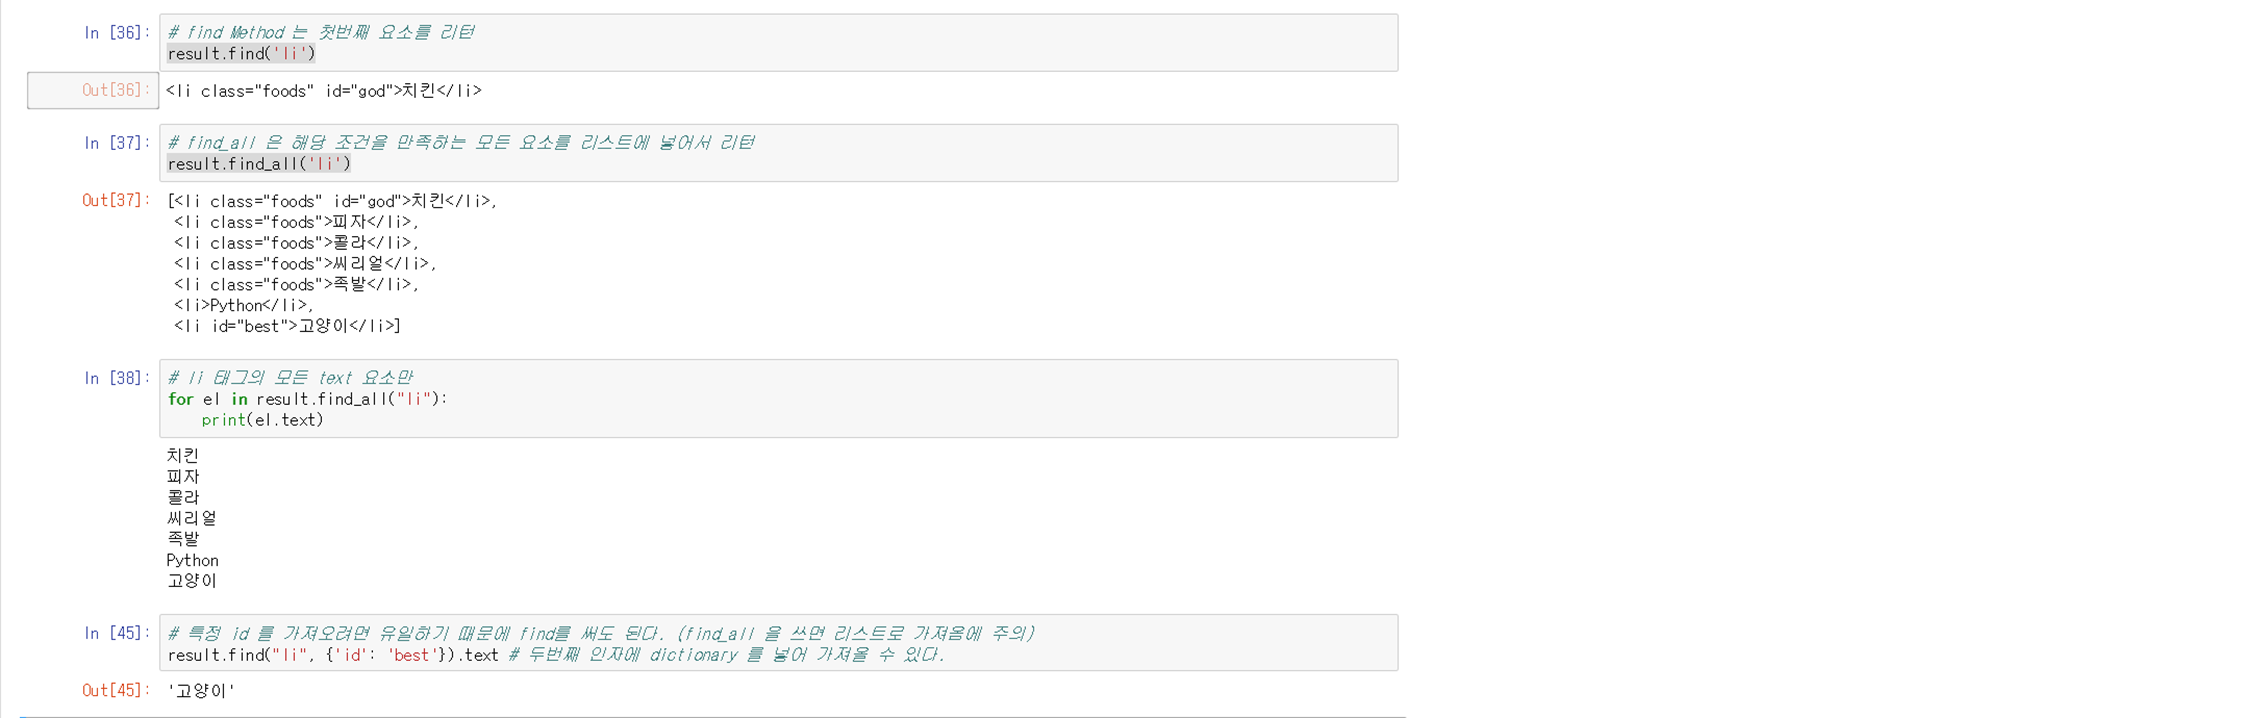 In [36]: # find Method 는 첫번째 요소를 리턴
result.find('li')
Out[36]: <li class="foods" id="god">치킨</li>
In [37]: # find_all 은 해당 조건을 만족하는 모든 요소를 리스트에 넣어서 리턴
result.find_all('li')
Out[37]: [<li class="foods" id="god">치킨</li>,
<li class="foods">피자</li>,
<li class="foods">콜라</li>,
<li class="foods">씨리얼</li>,
<li class="foods">족발</li>,
<li>Python</li>,
<li id="best">고양이</li>]
In [38]: # li 태그의 모든 text 요소만
for el in result.find_all("li"):
print(el.text)
치킨
피자
콜라
씨리얼
족발
Python
고양이
In [45]: # 특정 id 를 가져오려면 유일하기 때문에 find를 써도 된다. (find_all 을 쓰면 리스트로 가져옴에 주의)
result.find("li", {'id': 'best'}).text # 두번째 인자에 dictionary 를 넣어 가져올 수 있다.
Out[45]: '고양이'